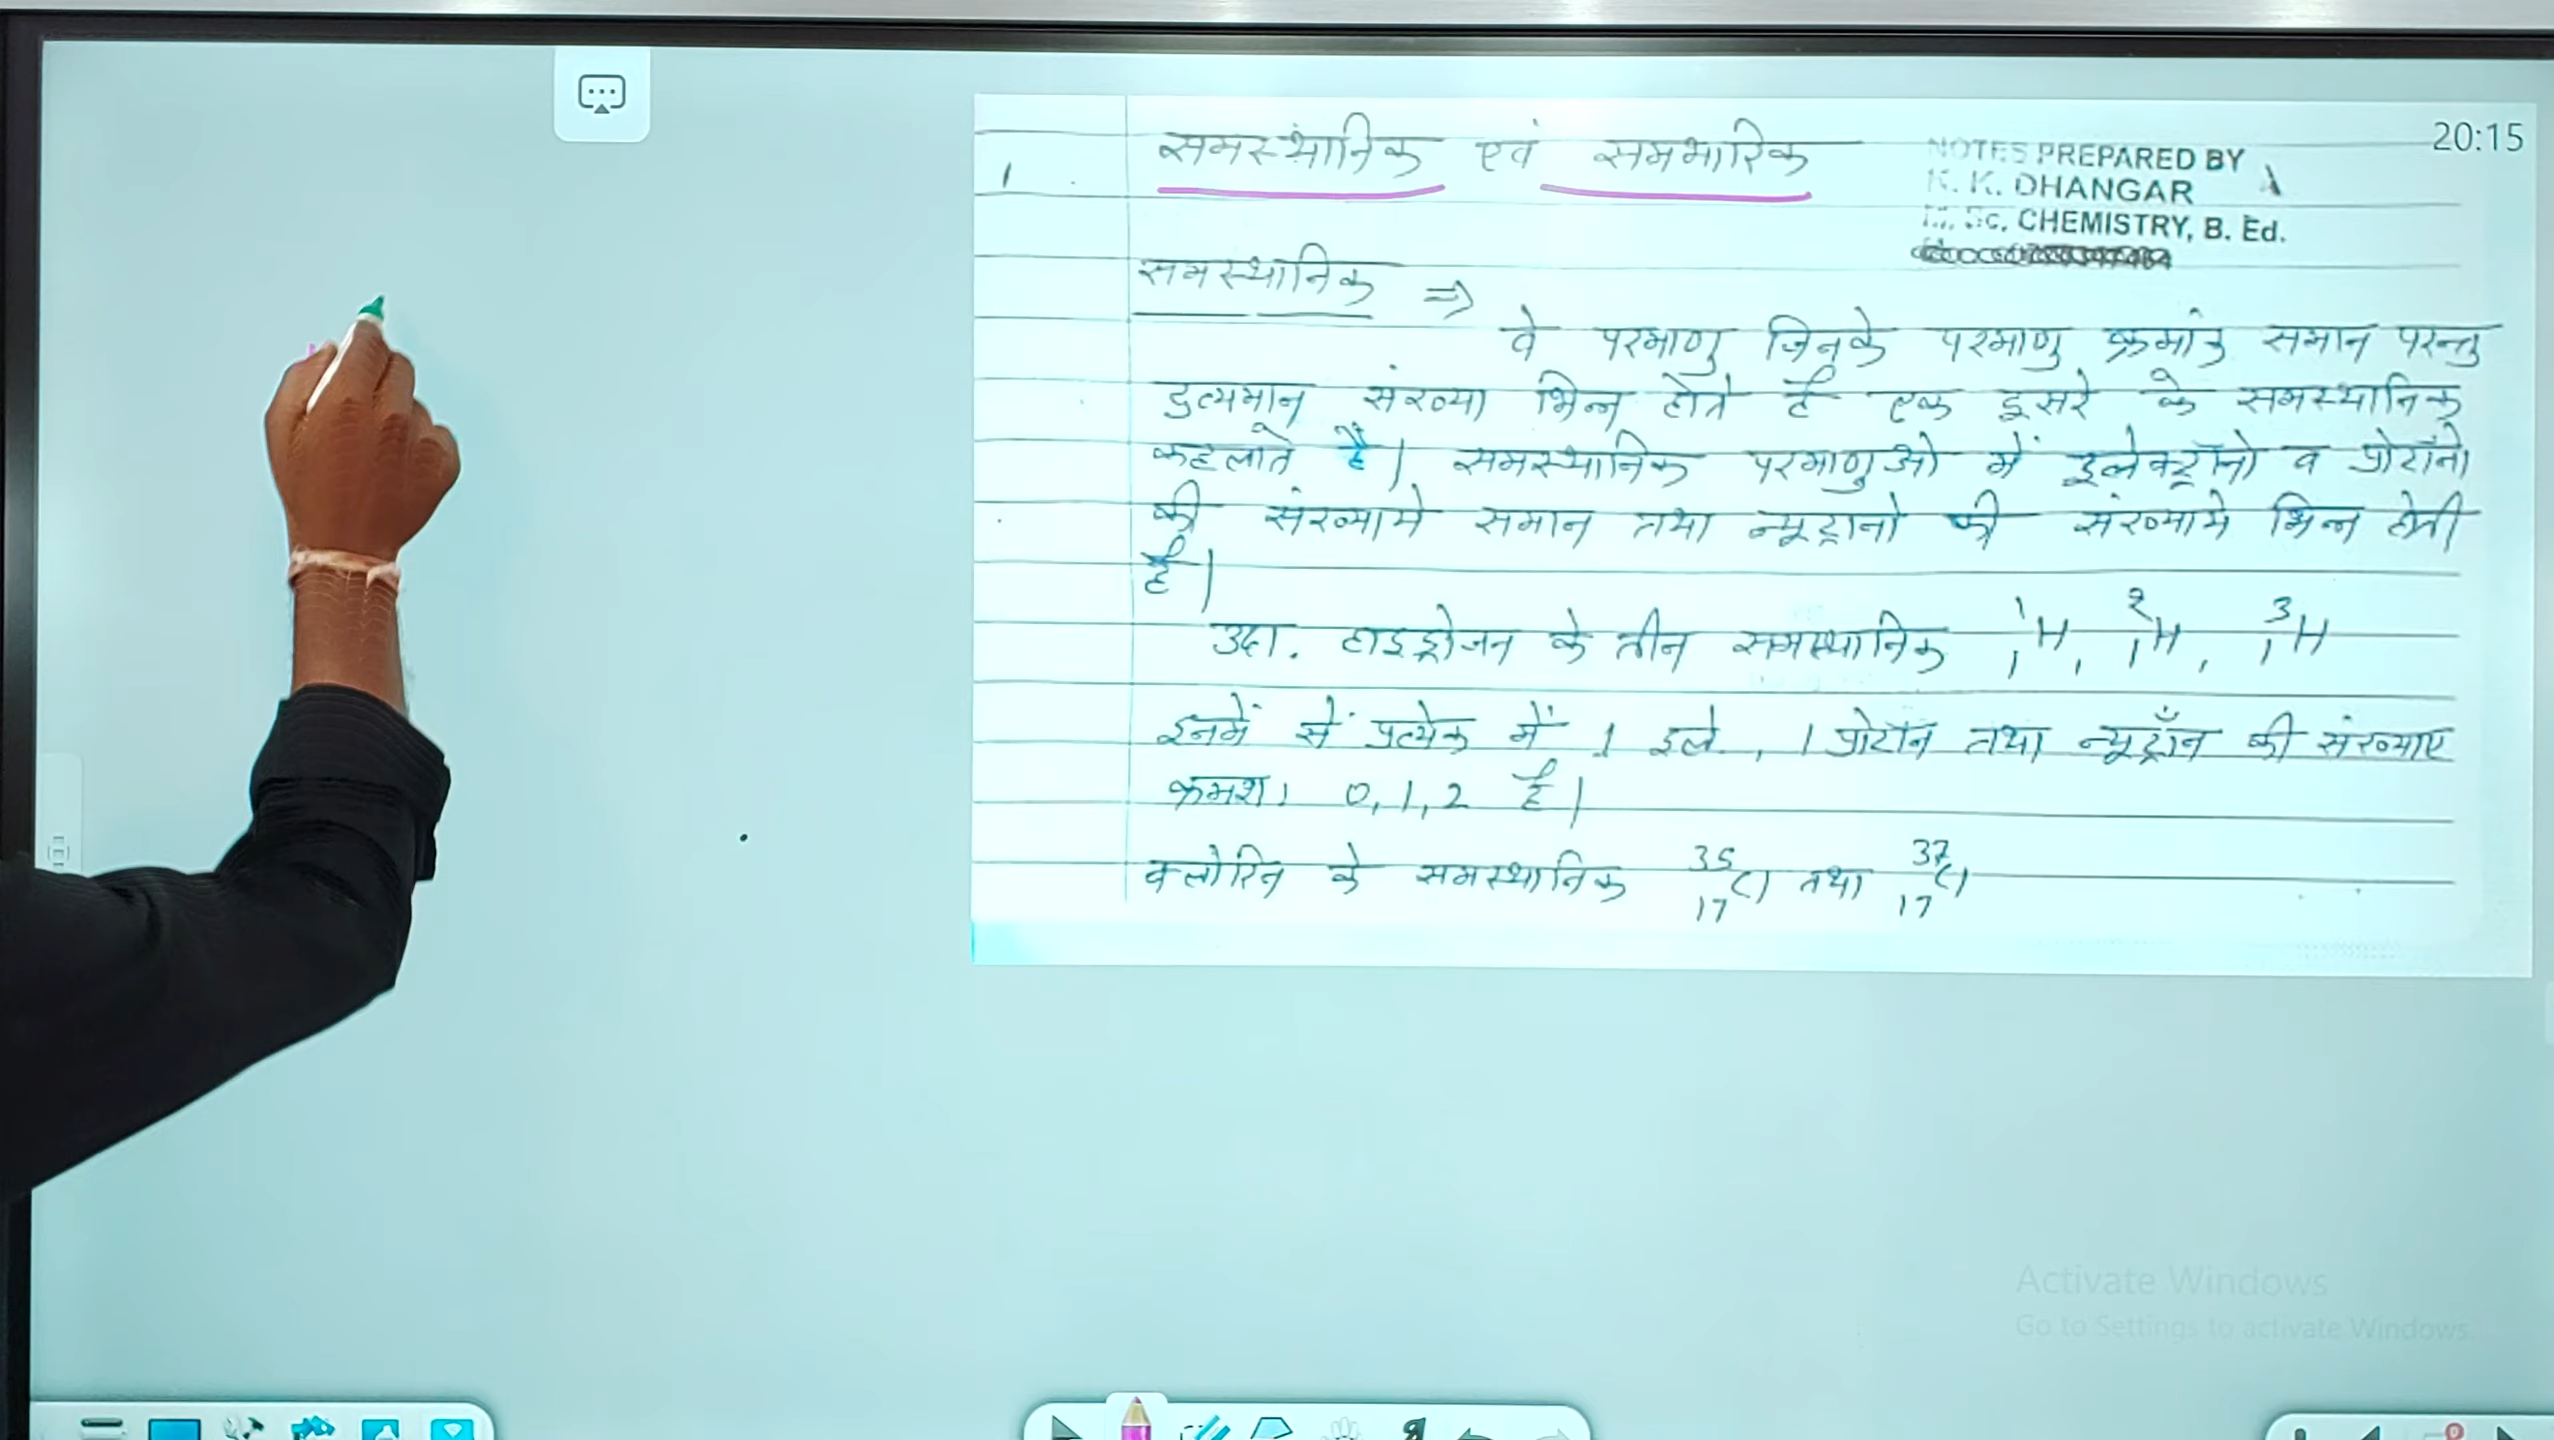 20:15
1 समस्थानिक एवं समभारिक
NOTES PREPARED BY
K. K. DHANGAR
M. Sc. CHEMISTRY, B. Ed.
समस्थानिक ⇒
वे परमाणु जिनके परमाणु क्रमांक समान परन्तु
द्रव्यमान संख्या भिन्न होते है एक दूसरे के समस्थानिक
कहलाते है। समस्थानिक परमाणुओ में इलेक्ट्रॉनो व प्रोटॉनो
की संख्यामे समान तथा न्यूट्रानो की संख्यामे भिन्न होती
है।
उदा. हाइड्रोजन के तीन समस्थानिक ¹₁H, ²₁H, ³₁H
इनमें सें प्रत्येक में 1 इले., 1 प्रोटॉन तथा न्यूट्रॉन की संख्याए
क्रमश। 0, 1, 2 है।
क्लोरिन के समस्थानिक ³⁵₁₇Cl तथा ³⁷₁₇Cl
Activate Windows
Go to Settings to activate Windows.